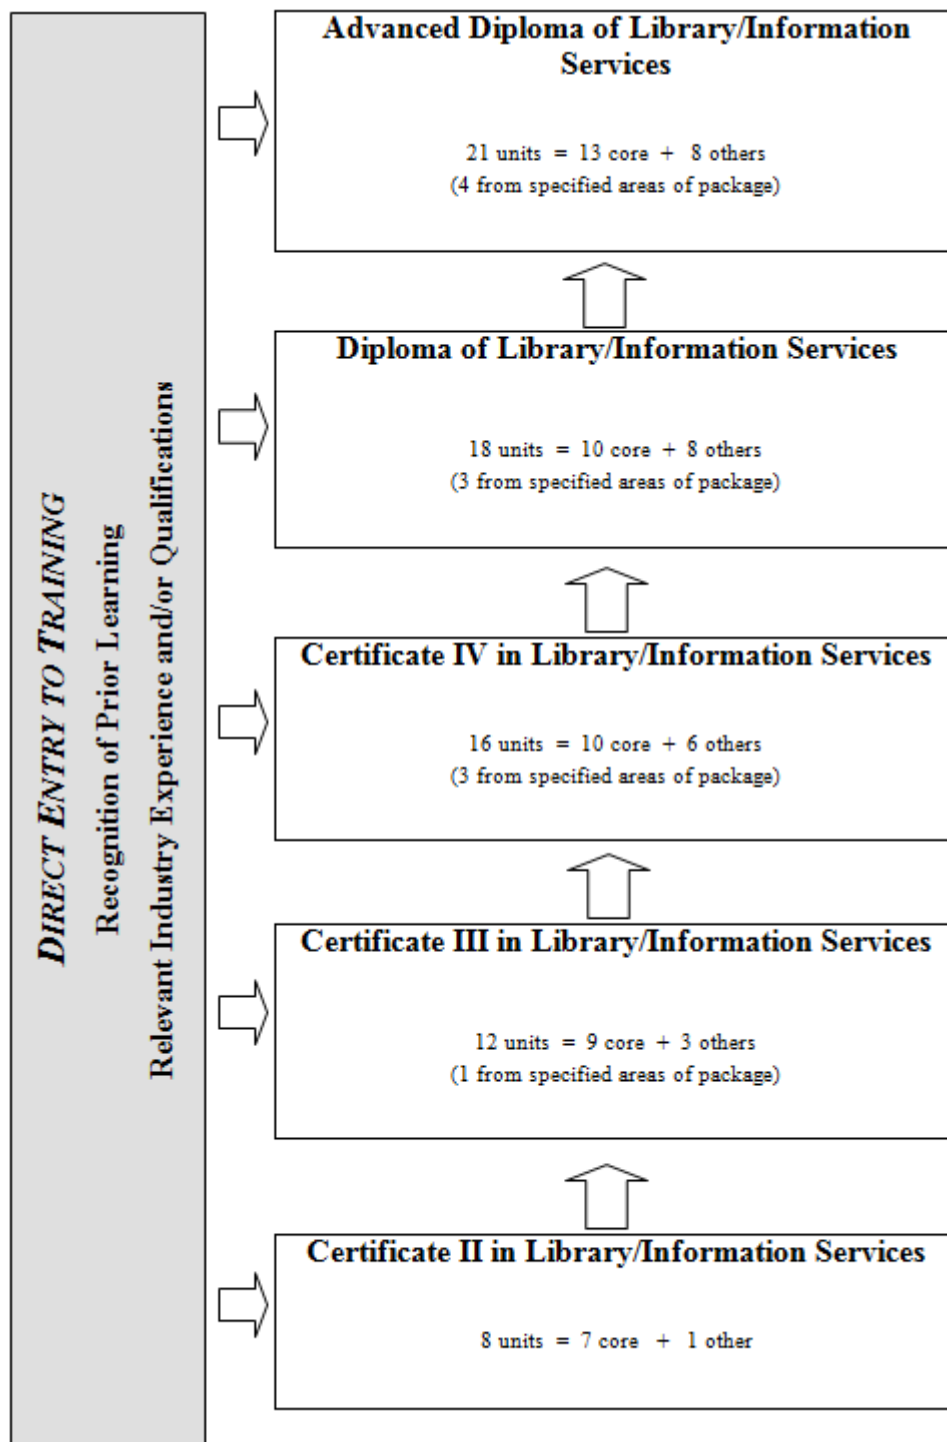 DIRECT ENTRY TO TRAINING
Recognition of Prior Learning
Relevant Industry Experience and/or Qualifications
Advanced Diploma of Library/Information
Services
21 units = 13 core + 8 others
(4 from specified areas of package)
Diploma of Library/Information Services
18 units = 10 core + 8 others
(3 from specified areas of package)
Certificate IV in Library/Information Services
16 units = 10 core + 6 others
(3 from specified areas of package)
Certificate III in Library/Information Services
12 units = 9 core + 3 others
(1 from specified areas of package)
Certificate II in Library/Information Services
8 units = 7 core + 1 other